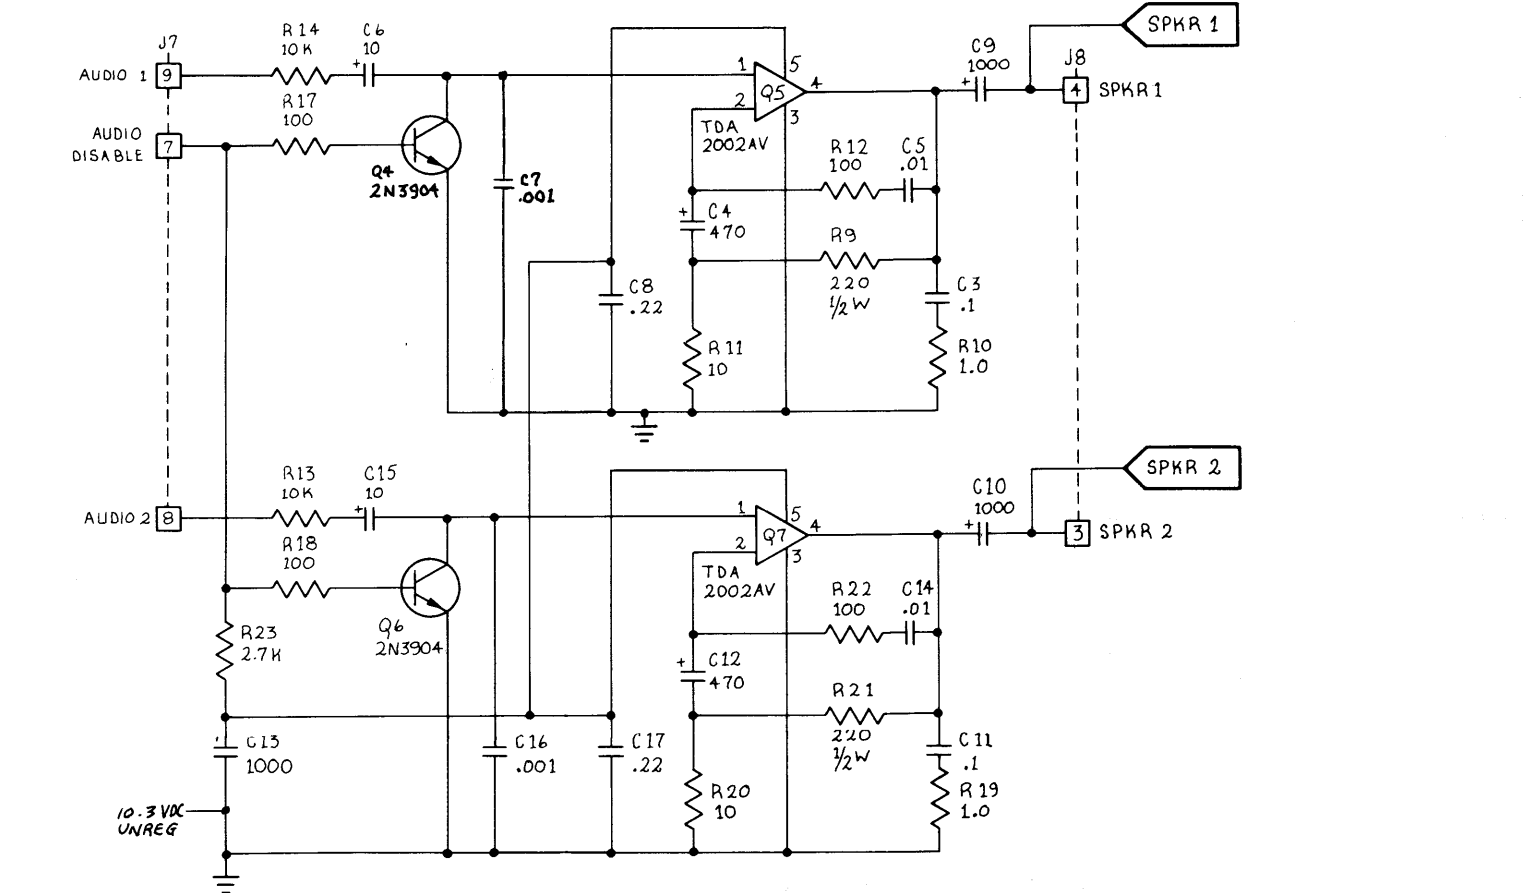 SPKR 1
J7
R14
10K
C6
10
+
AUDIO 1
9
R17
100
AUDIO
DISABLE
7
Q4
2N3904
C7
.001
1
5
Q5
4
2
3
TDA
2002AV
C9
1000
+
J8
4
SPKR1
R12
100
C5
.01
+
C4
470
R9
220
1/2W
C8
.22
C3
.1
R11
10
R10
1.0
SPKR 2
R13
10K
C15
10
+
AUDIO 2
8
R18
100
Q6
2N3904
1
5
Q7
4
2
3
TDA
2002AV
C10
1000
+
3
SPKR 2
R22
100
C14
.01
R23
2.7K
+
C12
470
R21
220
1/2W
C13
1000
C16
.001
C17
.22
C11
.1
R20
10
R19
1.0
10.3 VDC
UNREG